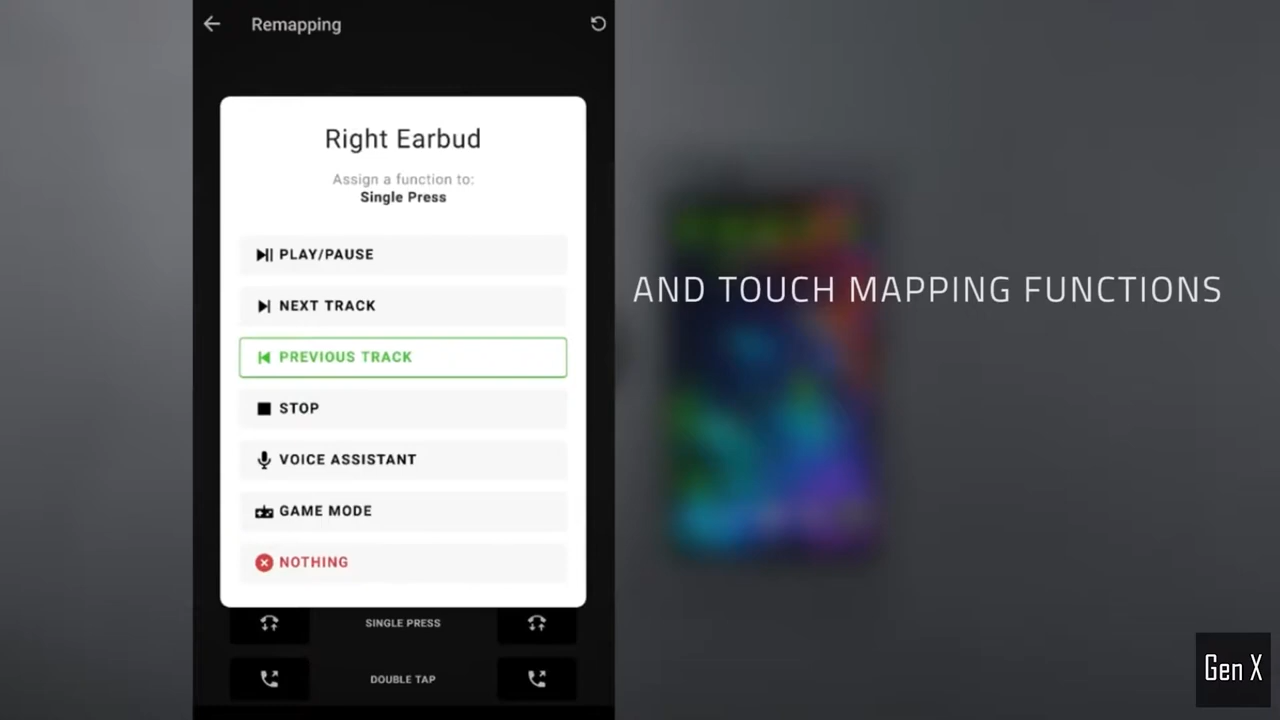 Remapping
Right Earbud
Assign a function to:
Single Press
PLAY/PAUSE
NEXT TRACK
PREVIOUS TRACK
STOP
VOICE ASSISTANT
GAME MODE
NOTHING
SINGLE PRESS
DOUBLE TAP
AND TOUCH MAPPING FUNCTIONS
Gen X